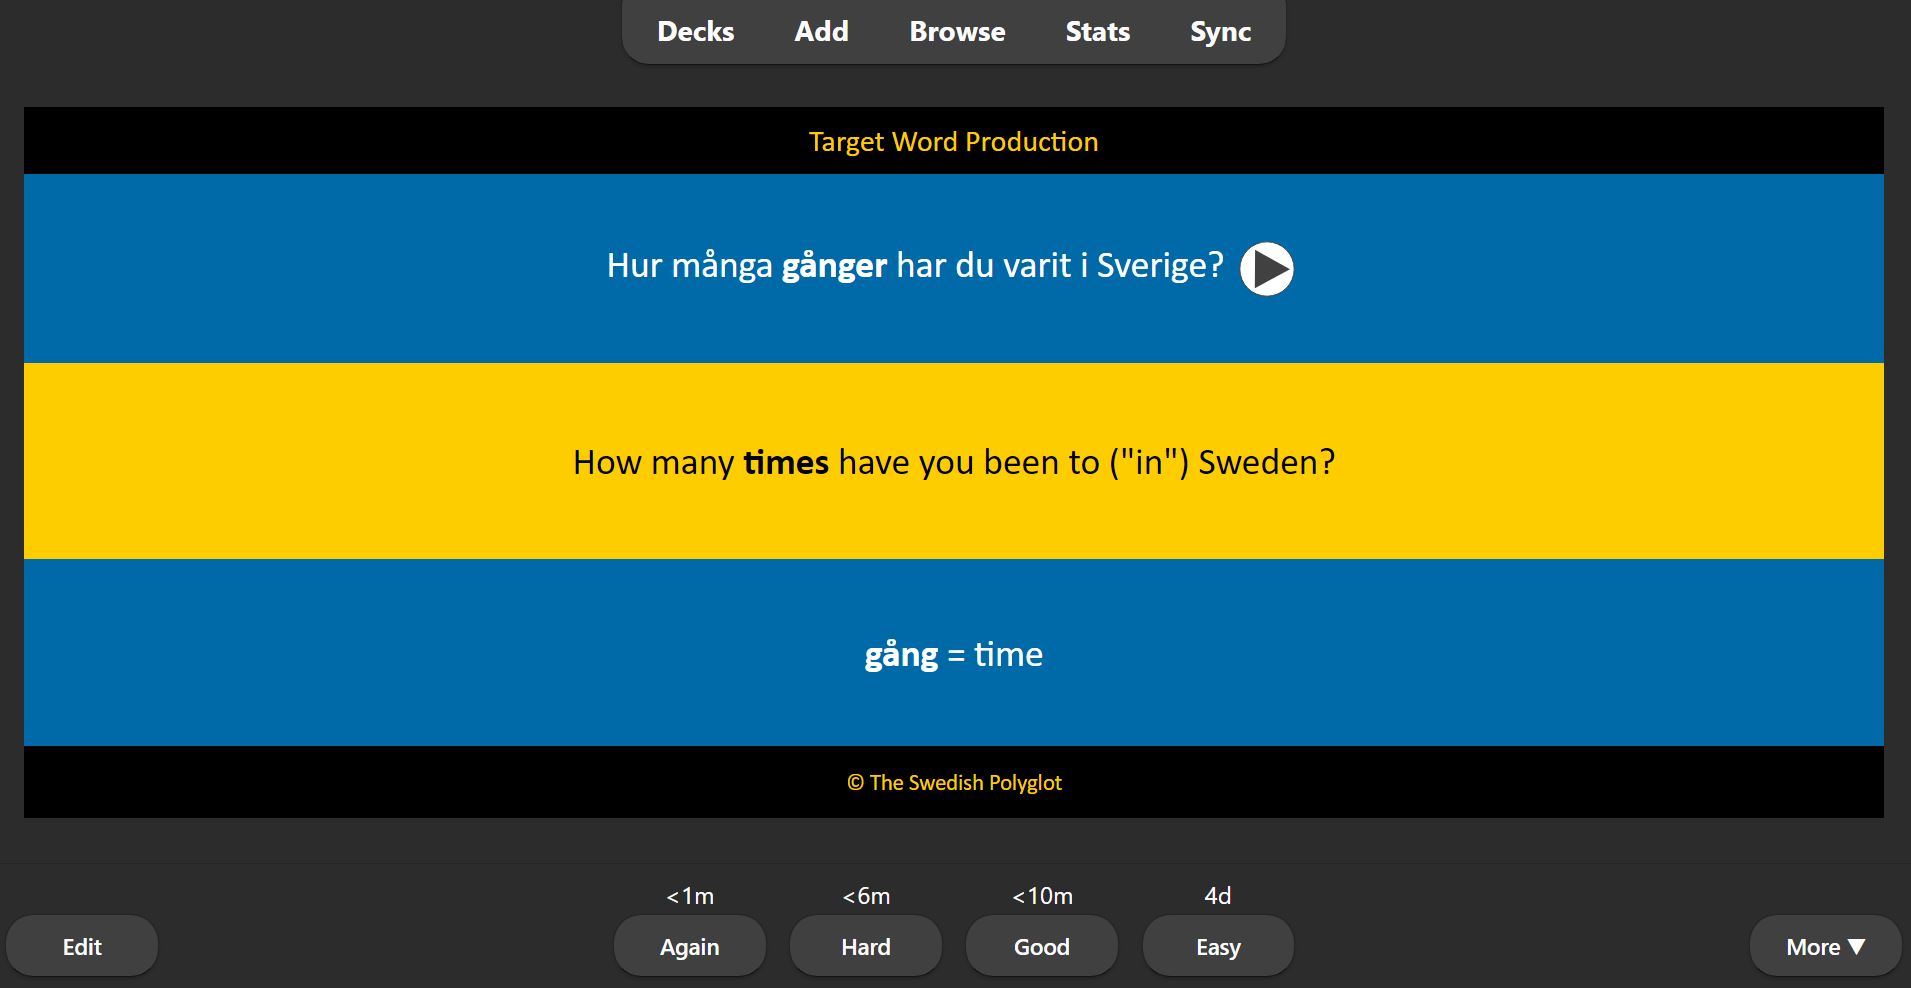 Decks Add Browse Stats Sync
Target Word Production
Hur många gånger har du varit i Sverige?
How many times have you been to ("in") Sweden?
gång = time
© The Swedish Polyglot
<1m <6m <10m 4d
Edit Again Hard Good Easy More ▼